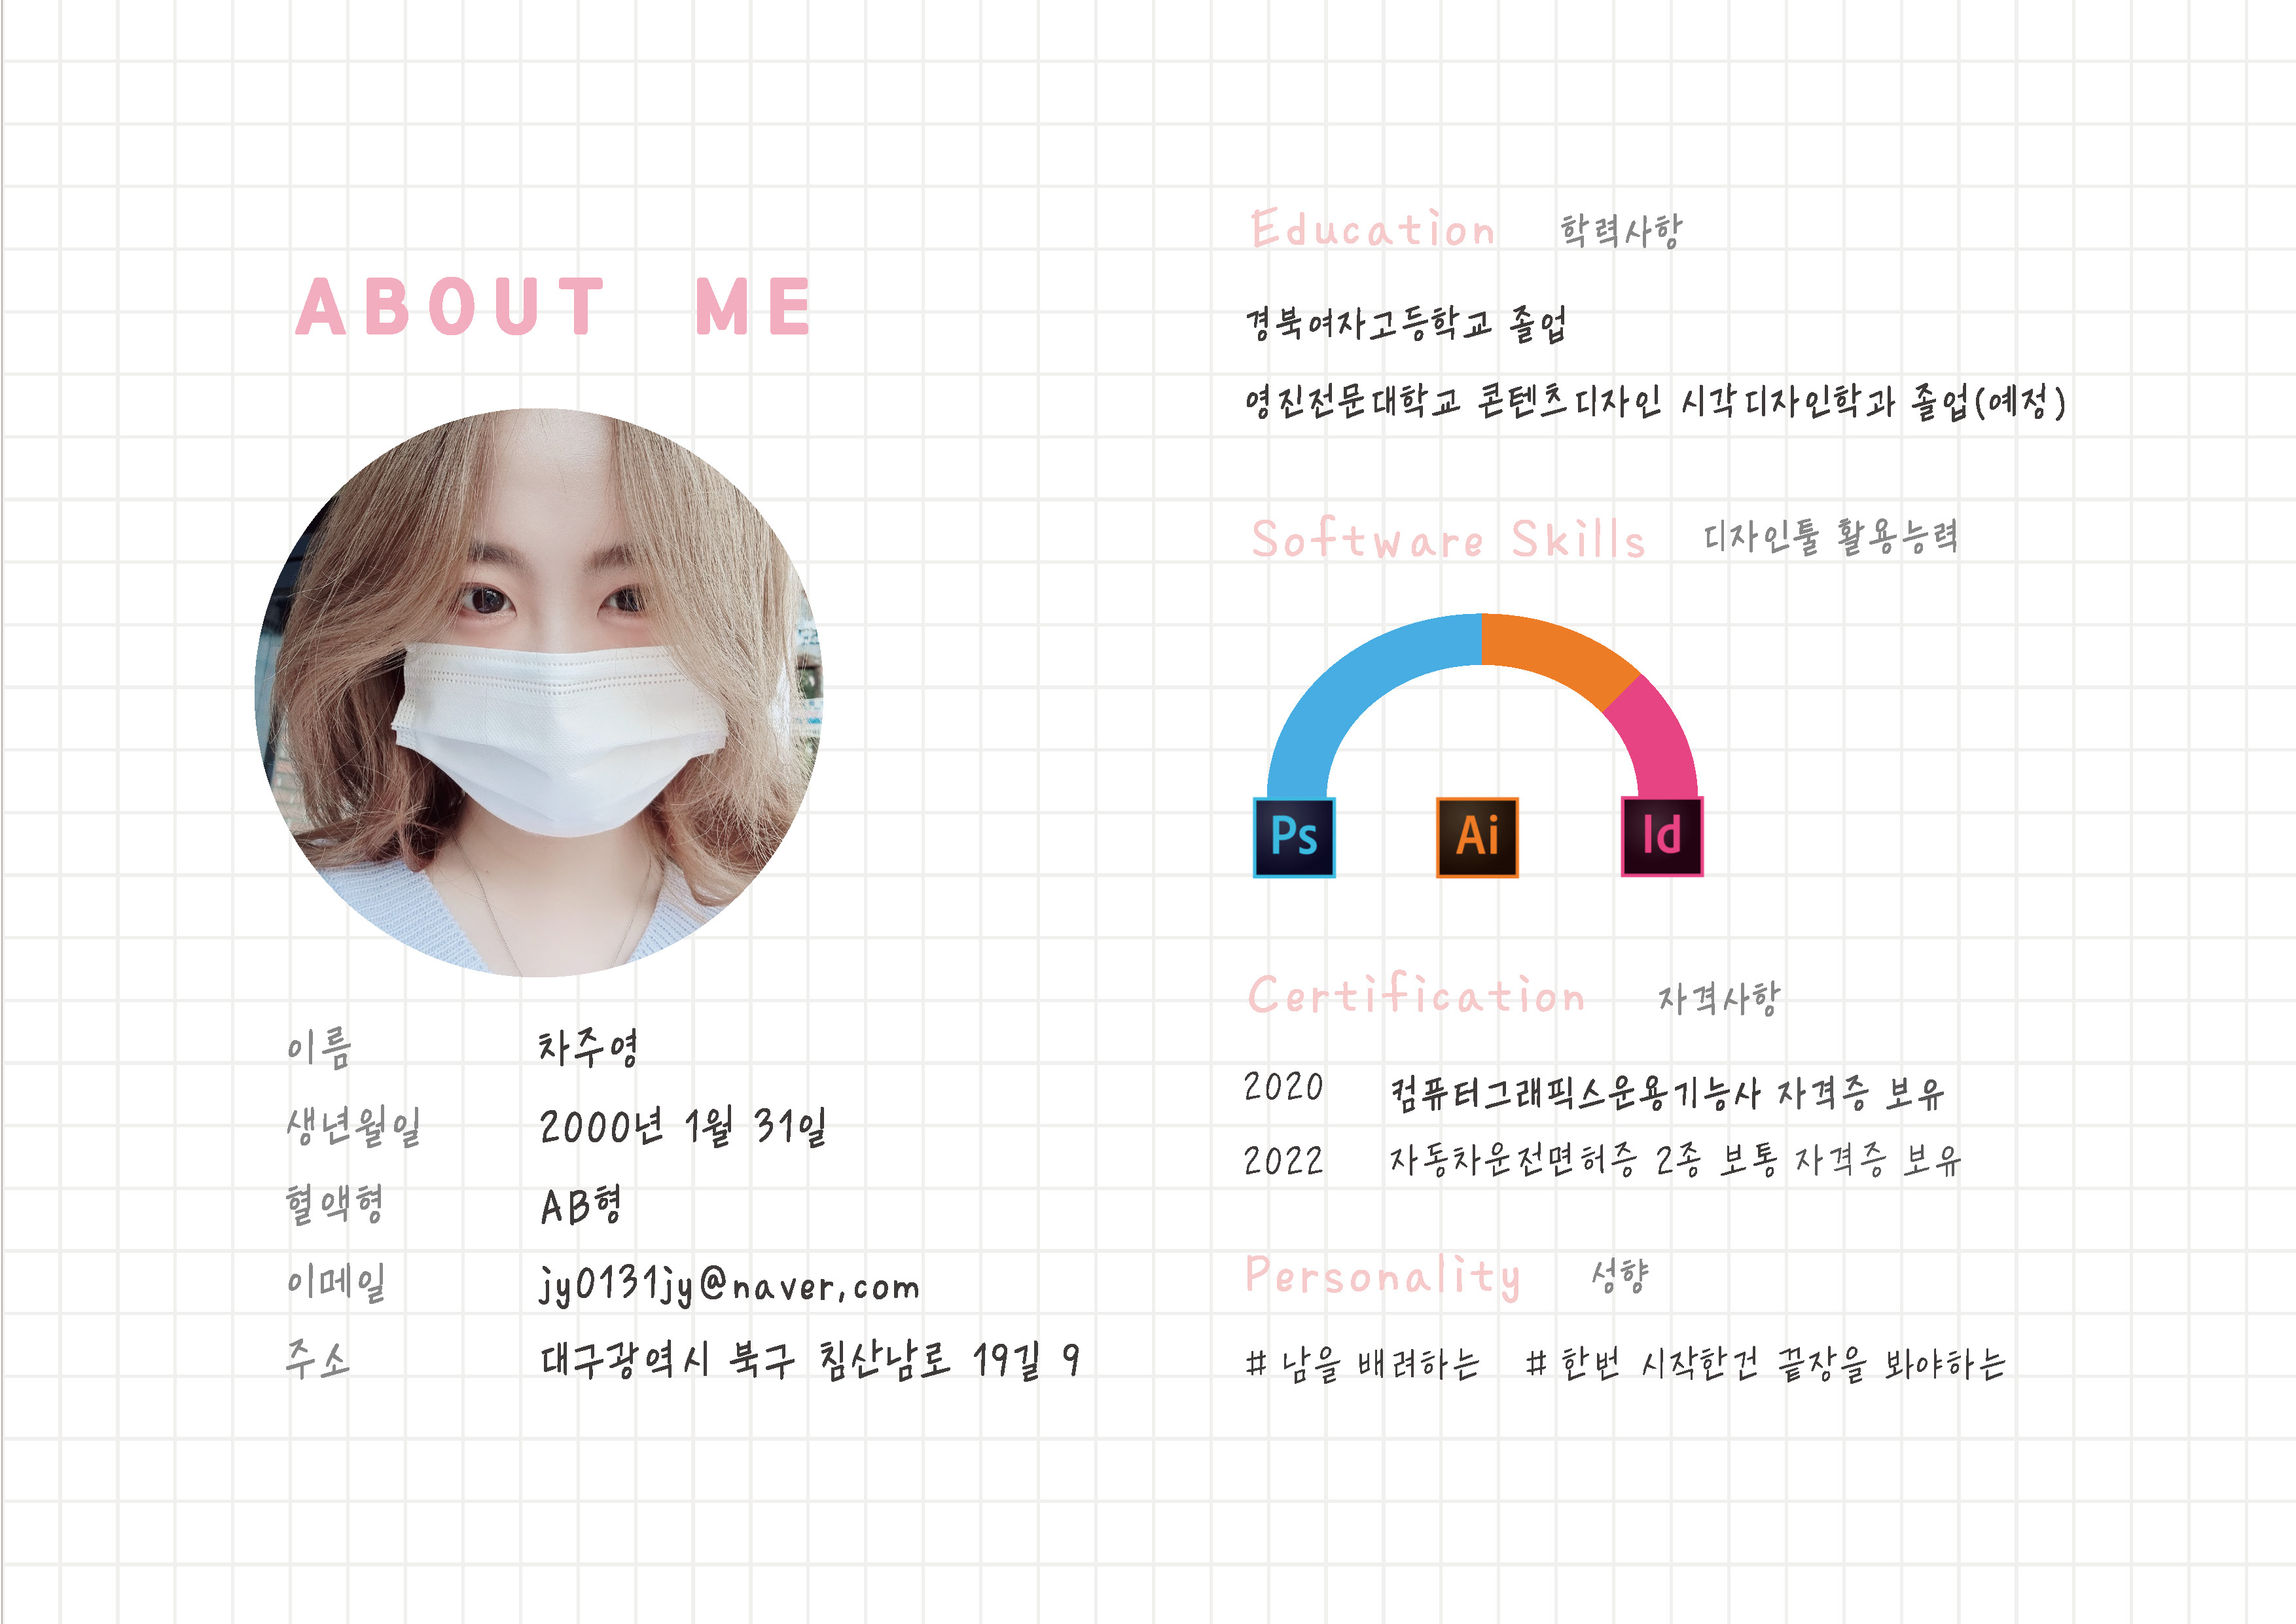 ABOUT ME
이름 차주영
생년월일 2000년 1월 31일
혈액형 AB형
이메일 jy0131jy@naver.com
주소 대구광역시 북구 침산남로 19길 9
Education 학력사항
경북여자고등학교 졸업
영진전문대학교 콘텐츠디자인 시각디자인학과 졸업(예정)
Software Skills 디자인툴 활용능력
Ps Ai Id
Certification 자격사항
2020 컴퓨터그래픽스운용기능사 자격증 보유
2022 자동차운전면허증 2종 보통 자격증 보유
Personality 성향
# 남을 배려하는 # 한번 시작한건 끝장을 봐야하는